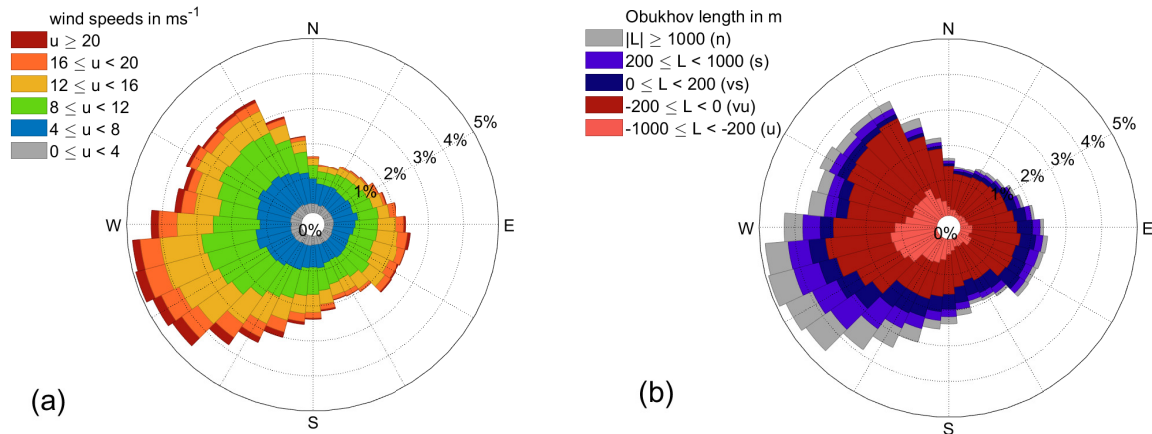 wind speeds in ms⁻¹
u ≥ 20
16 ≤ u < 20
12 ≤ u < 16
8 ≤ u < 12
4 ≤ u < 8
0 ≤ u < 4
N
5%
4%
3%
2%
1%
0%
W
E
S
(a)
Obukhov length in m
|L| ≥ 1000 (n)
200 ≤ L < 1000 (s)
0 ≤ L < 200 (vs)
-200 ≤ L < 0 (vu)
-1000 ≤ L < -200 (u)
N
5%
4%
3%
2%
1%
0%
W
E
S
(b)